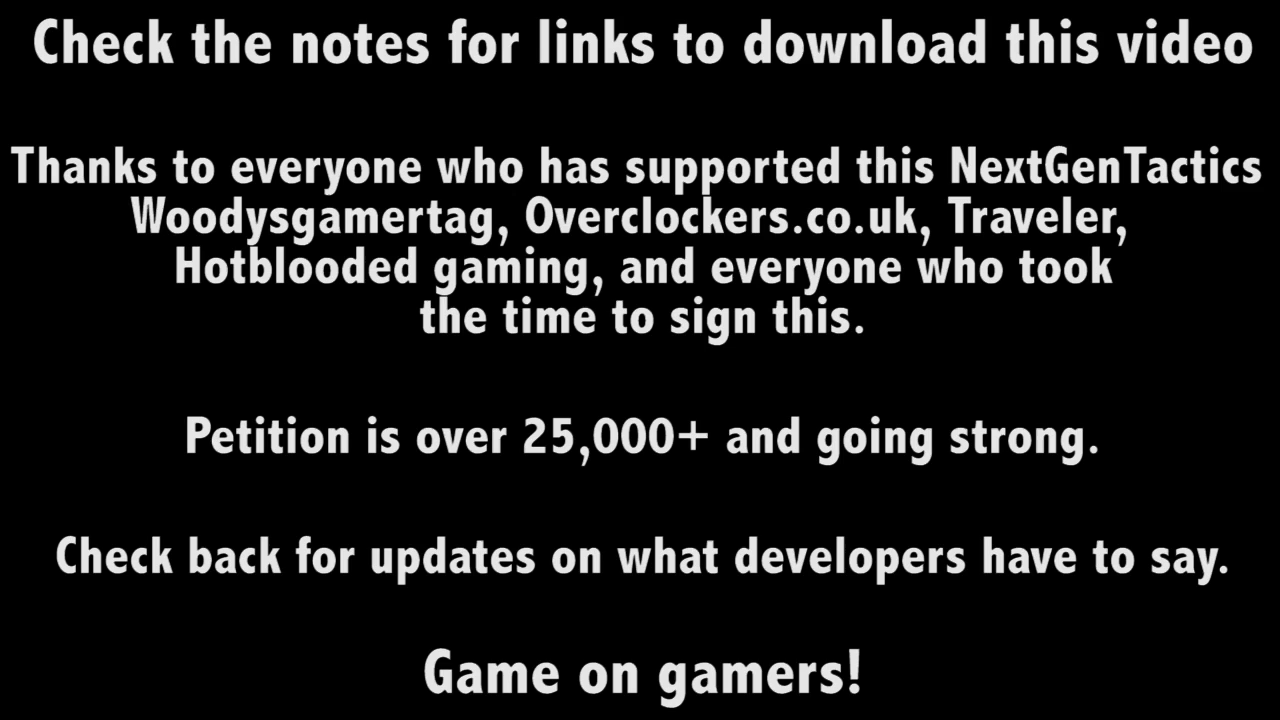 Check the notes for links to download this video
Thanks to everyone who has supported this NextGenTactics
Woodysgamertag, Overclockers.co.uk, Traveler,
Hotblooded gaming, and everyone who took
the time to sign this.
Petition is over 25,000+ and going strong.
Check back for updates on what developers have to say.
Game on gamers!